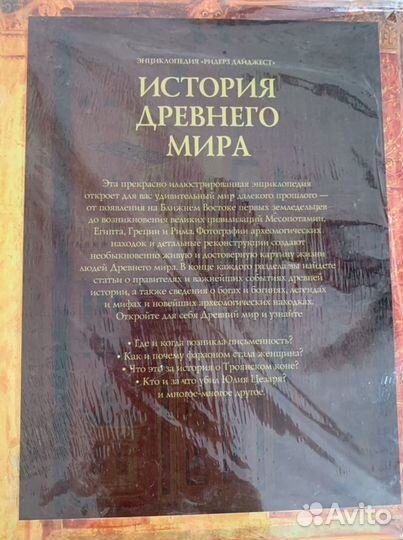 ЭНЦИКЛОПЕДИЯ «РИДЕРЗ ДАЙДЖЕСТ»
ИСТОРИЯ
ДРЕВНЕГО
МИРА
Эта прекрасно иллюстрированная энциклопедия
откроет для вас удивительный мир далекого прошлого —
от появления на Ближнем Востоке первых земледельцев
до возникновения великих цивилизаций Месопотамии,
Египта, Греции и Рима. Фотографии археологических
находок и детальные реконструкции создают
необыкновенно живую и достоверную картину жизни
людей Древнего мира. В конце каждого раздела вы найдете
статьи о правителях и важнейших событиях древней
истории, а также сведения о богах и богинях, легендах
и мифах и новейших археологических находках.
Откройте для себя Древний мир и узнайте
• Где и когда возникла письменность?
• Как и почему фараоном стала женщина?
• Что это за история о Троянском коне?
• Кто и за что убил Юлия Цезаря?
и многое-многое другое.
Avito